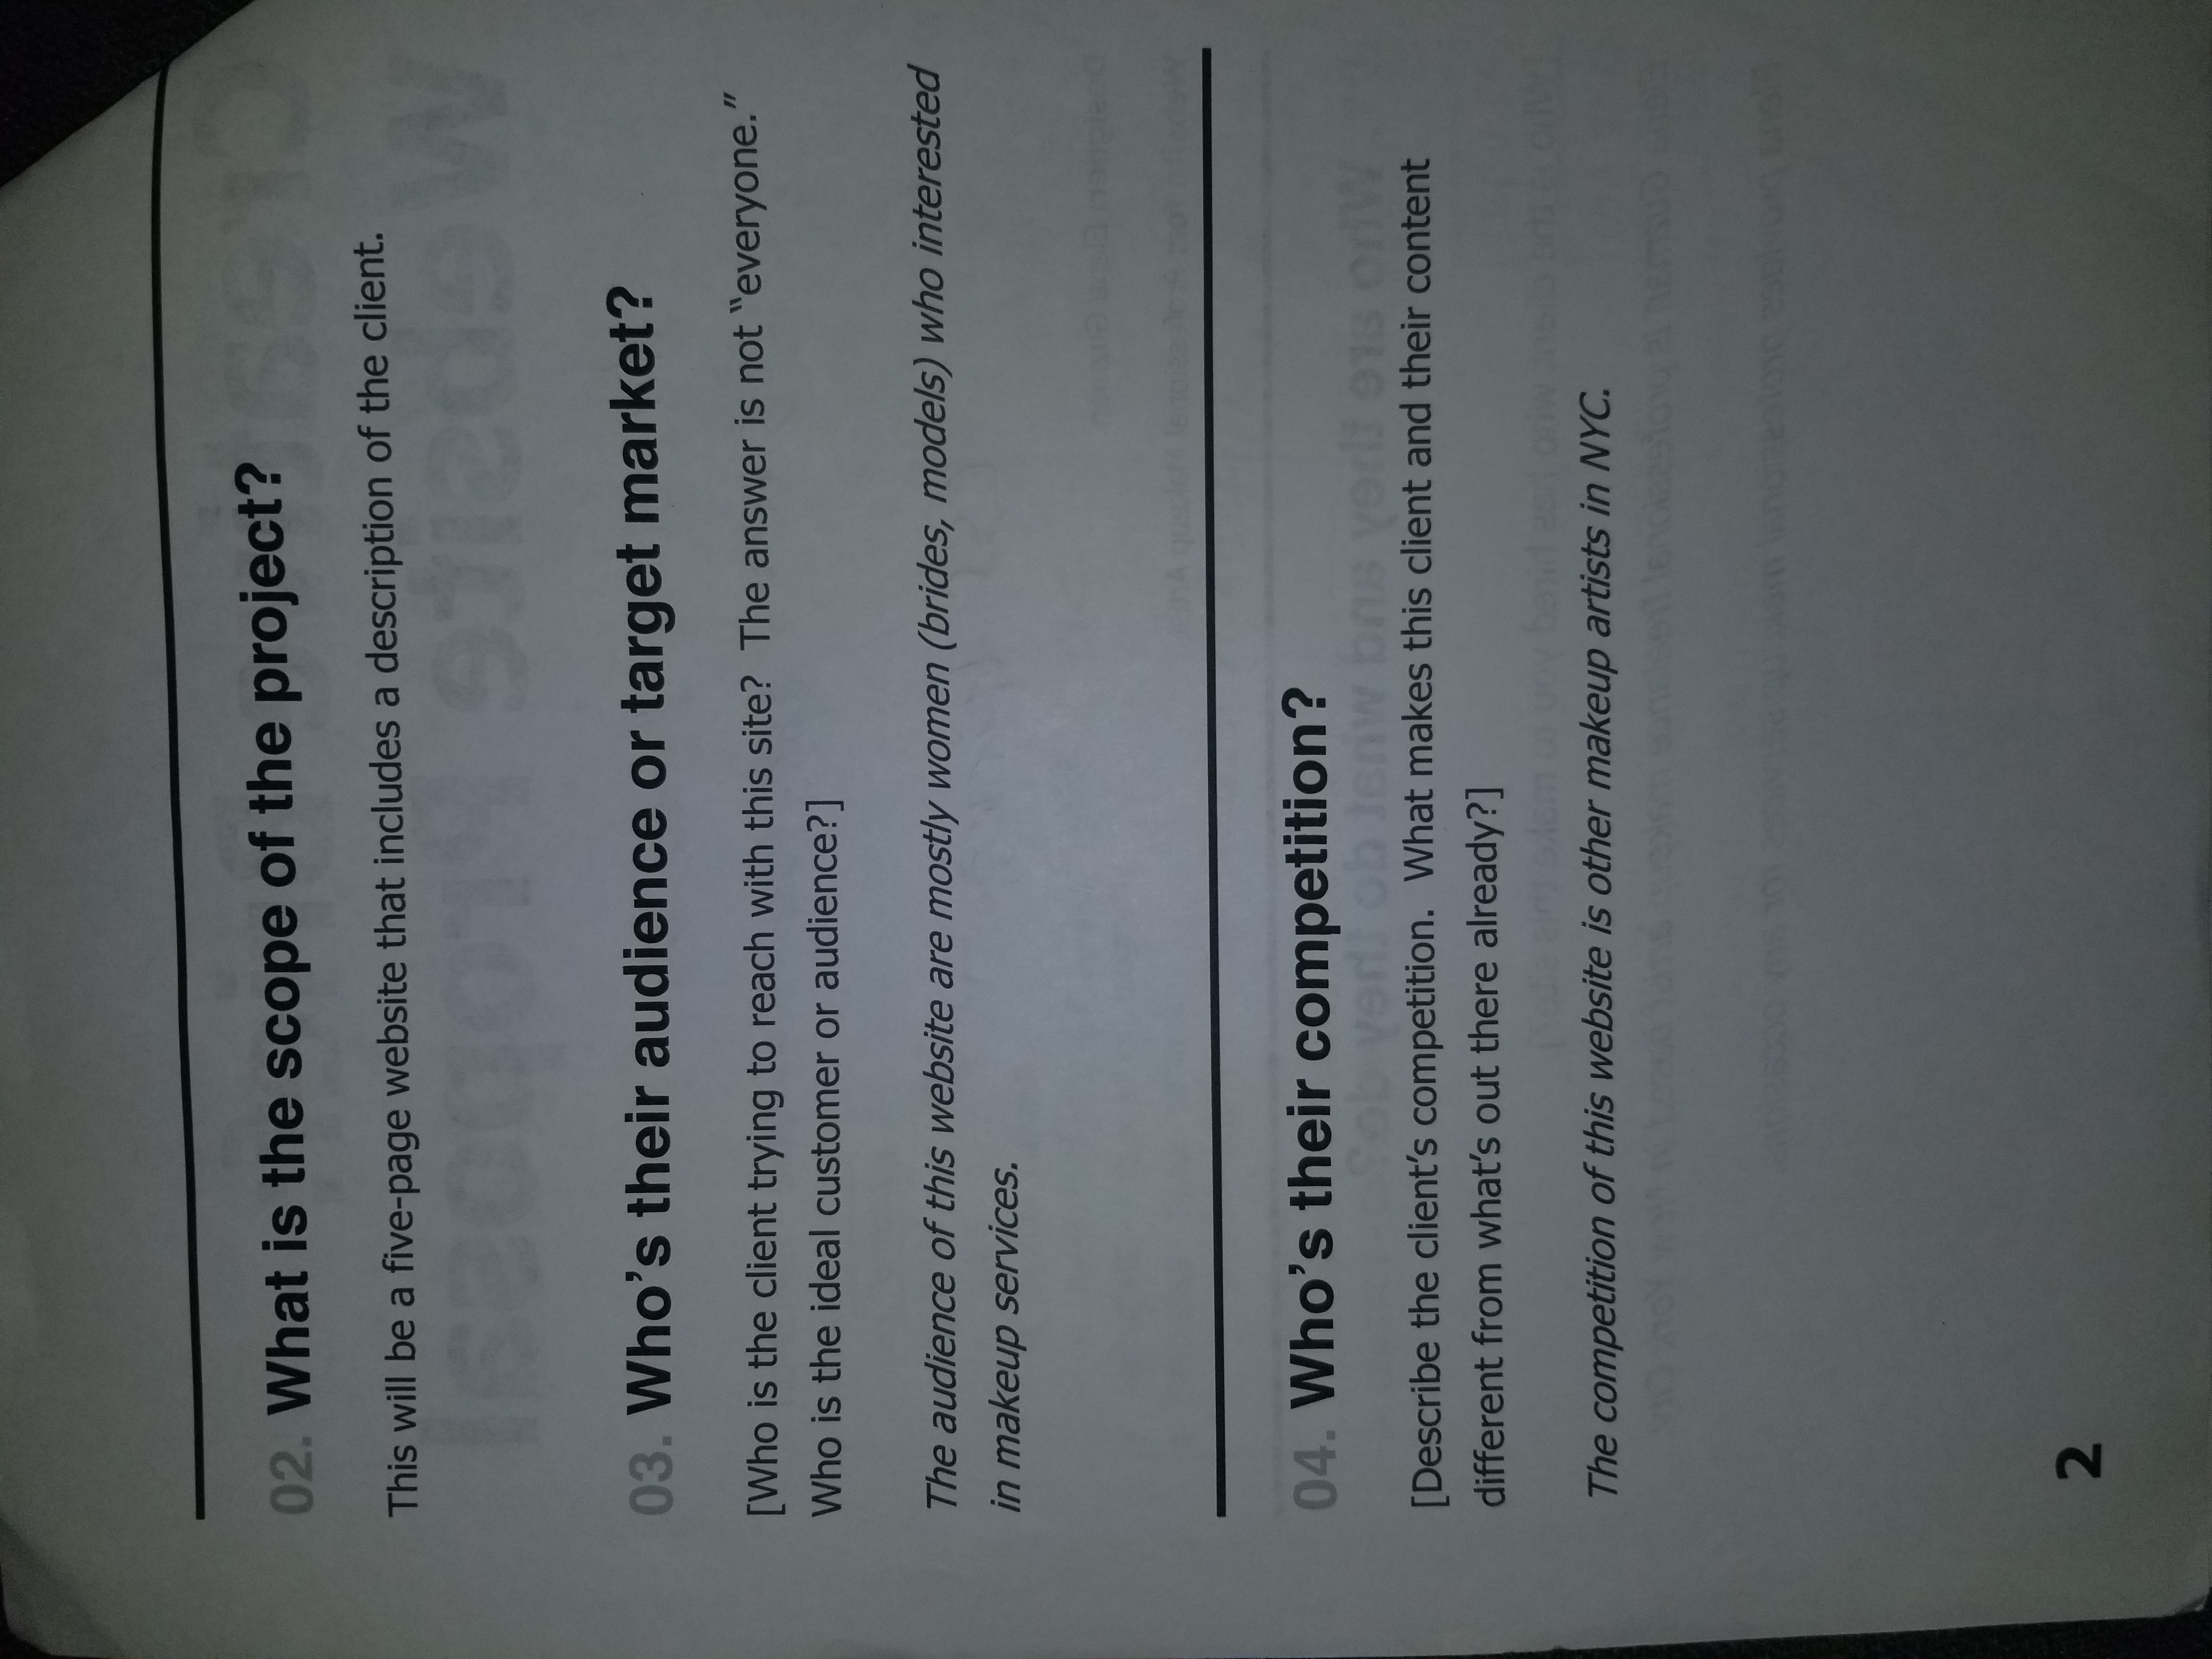 02. What is the scope of the project?
This will be a five-page website that includes a description of the client.
03. Who's their audience or target market?
[Who is the client trying to reach with this site?  The answer is not “everyone.”
Who is the ideal customer or audience?]
The audience of this website are mostly women (brides, models) who interested
in makeup services.
04. Who's their competition?
[Describe the client's competition.  What makes this client and their content
different from what's out there already?]
The competition of this website is other makeup artists in NYC.
2